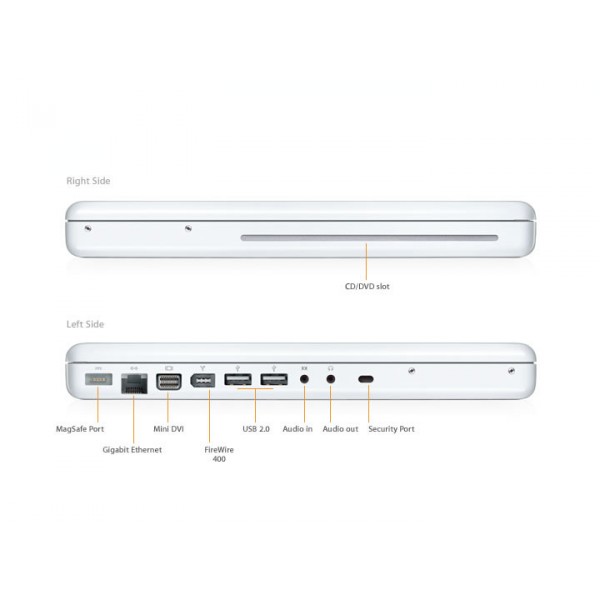 Right Side
CD/DVD slot
Left Side
MagSafe Port
Gigabit Ethernet
Mini DVI
FireWire
400
USB 2.0
Audio in
Audio out
Security Port